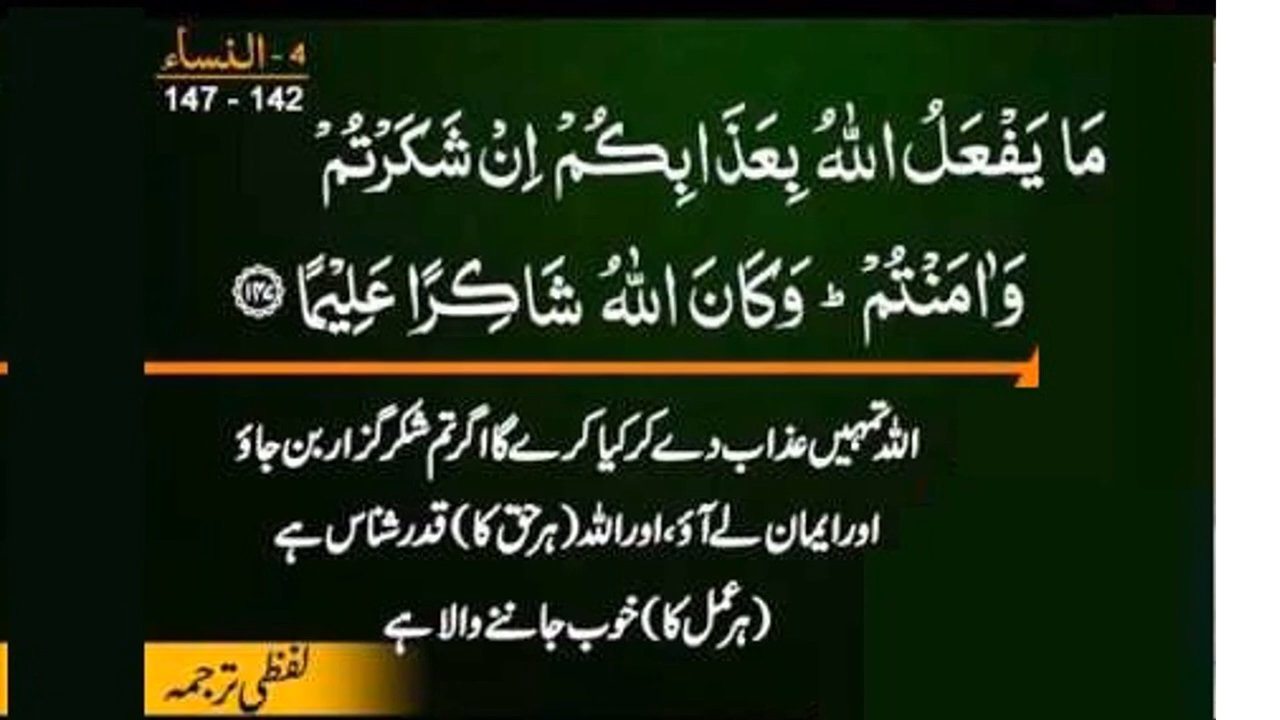 4- النساء
147 - 142
مَا يَفْعَلُ اللّٰهُ بِعَذَابِكُمْ اِنْ شَكَرْتُمْ
وَاٰمَنْتُمْ ؕ وَكَانَ اللّٰهُ شَاكِرًا عَلِيْمًا ۝۱۴۷
اللہ تمہیں عذاب دے کر کیا کرے گا اگر تم شکر گزار بن جاؤ
اور ایمان لے آؤ، اور اللہ (ہر حق کا) قدر شناس ہے
(ہر عمل کا) خوب جاننے والا ہے
لفظی ترجمہ